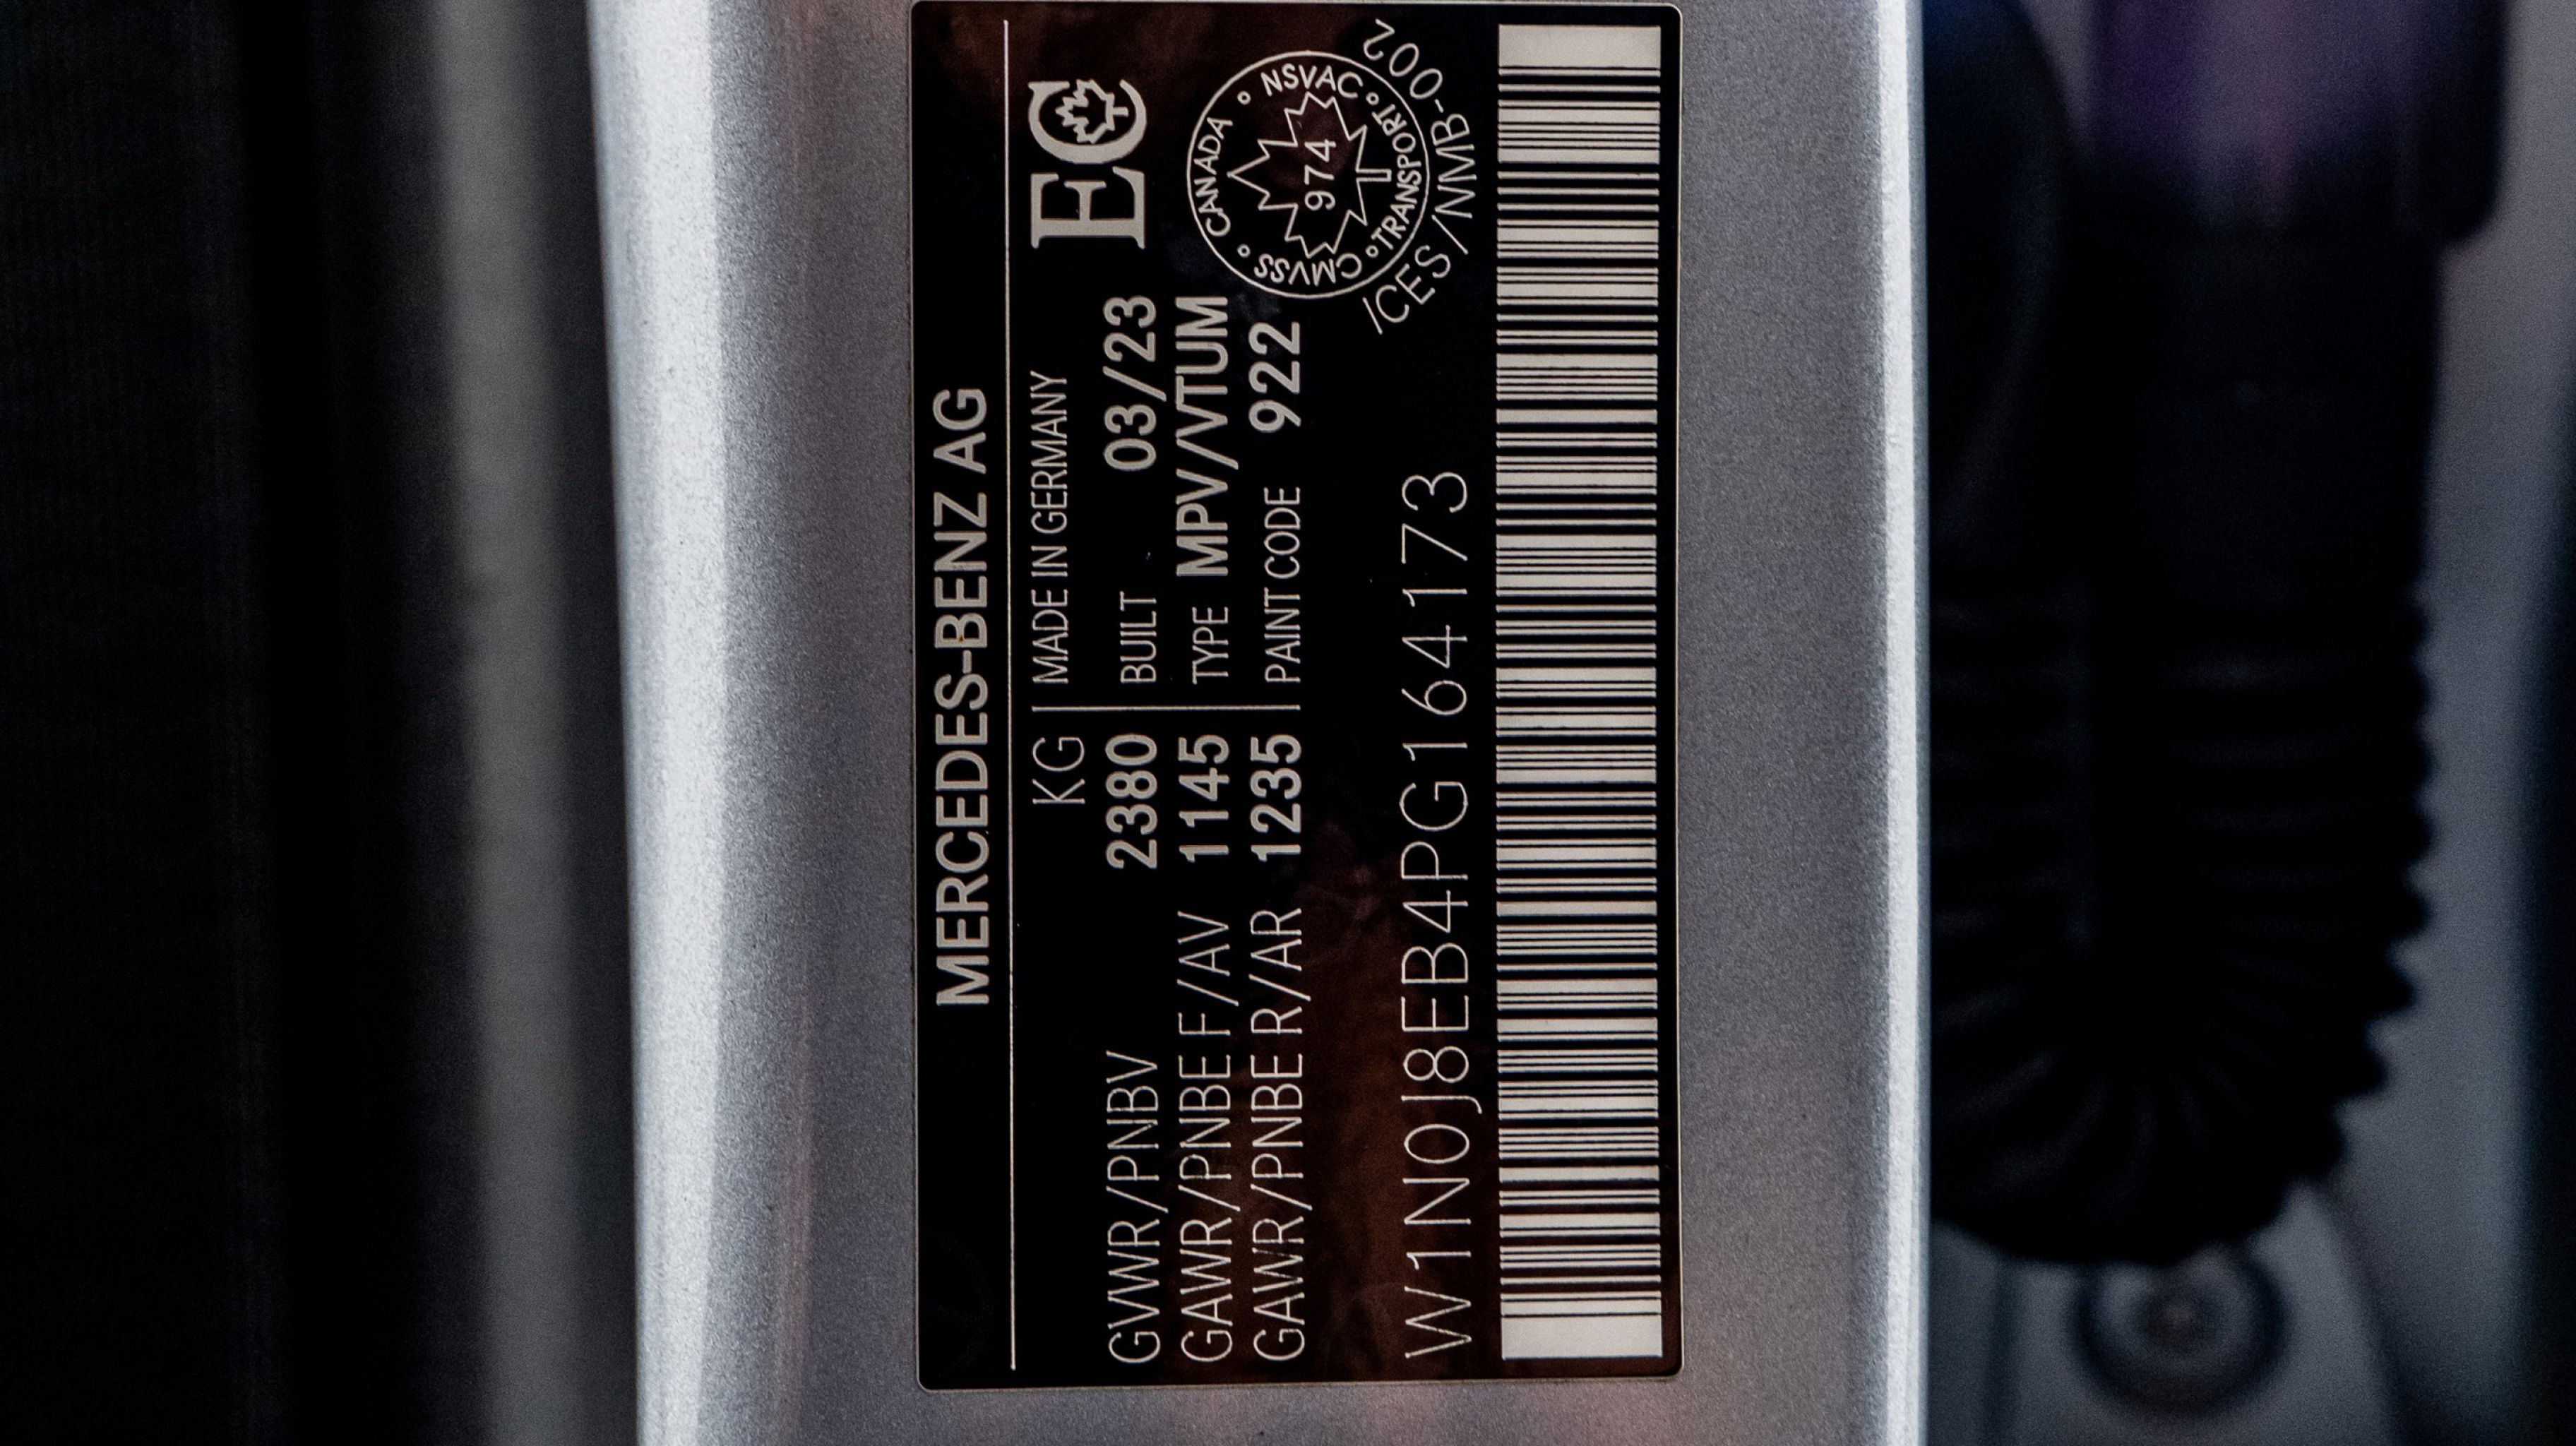 MERCEDES-BENZ AG
KG
MADE IN GERMANY
EC
GVWR/PNBV 2380
BUILT 03/23
GAWR/PNBE F/AV 1145
TYPE MPV/VTUM
GAWR/PNBE R/AR 1235
PAINT CODE 922
CANADA
NSVAC
TRANSPORT
CMVSS
974
ICES/NMB-002
W1N0J8EB4PG164173